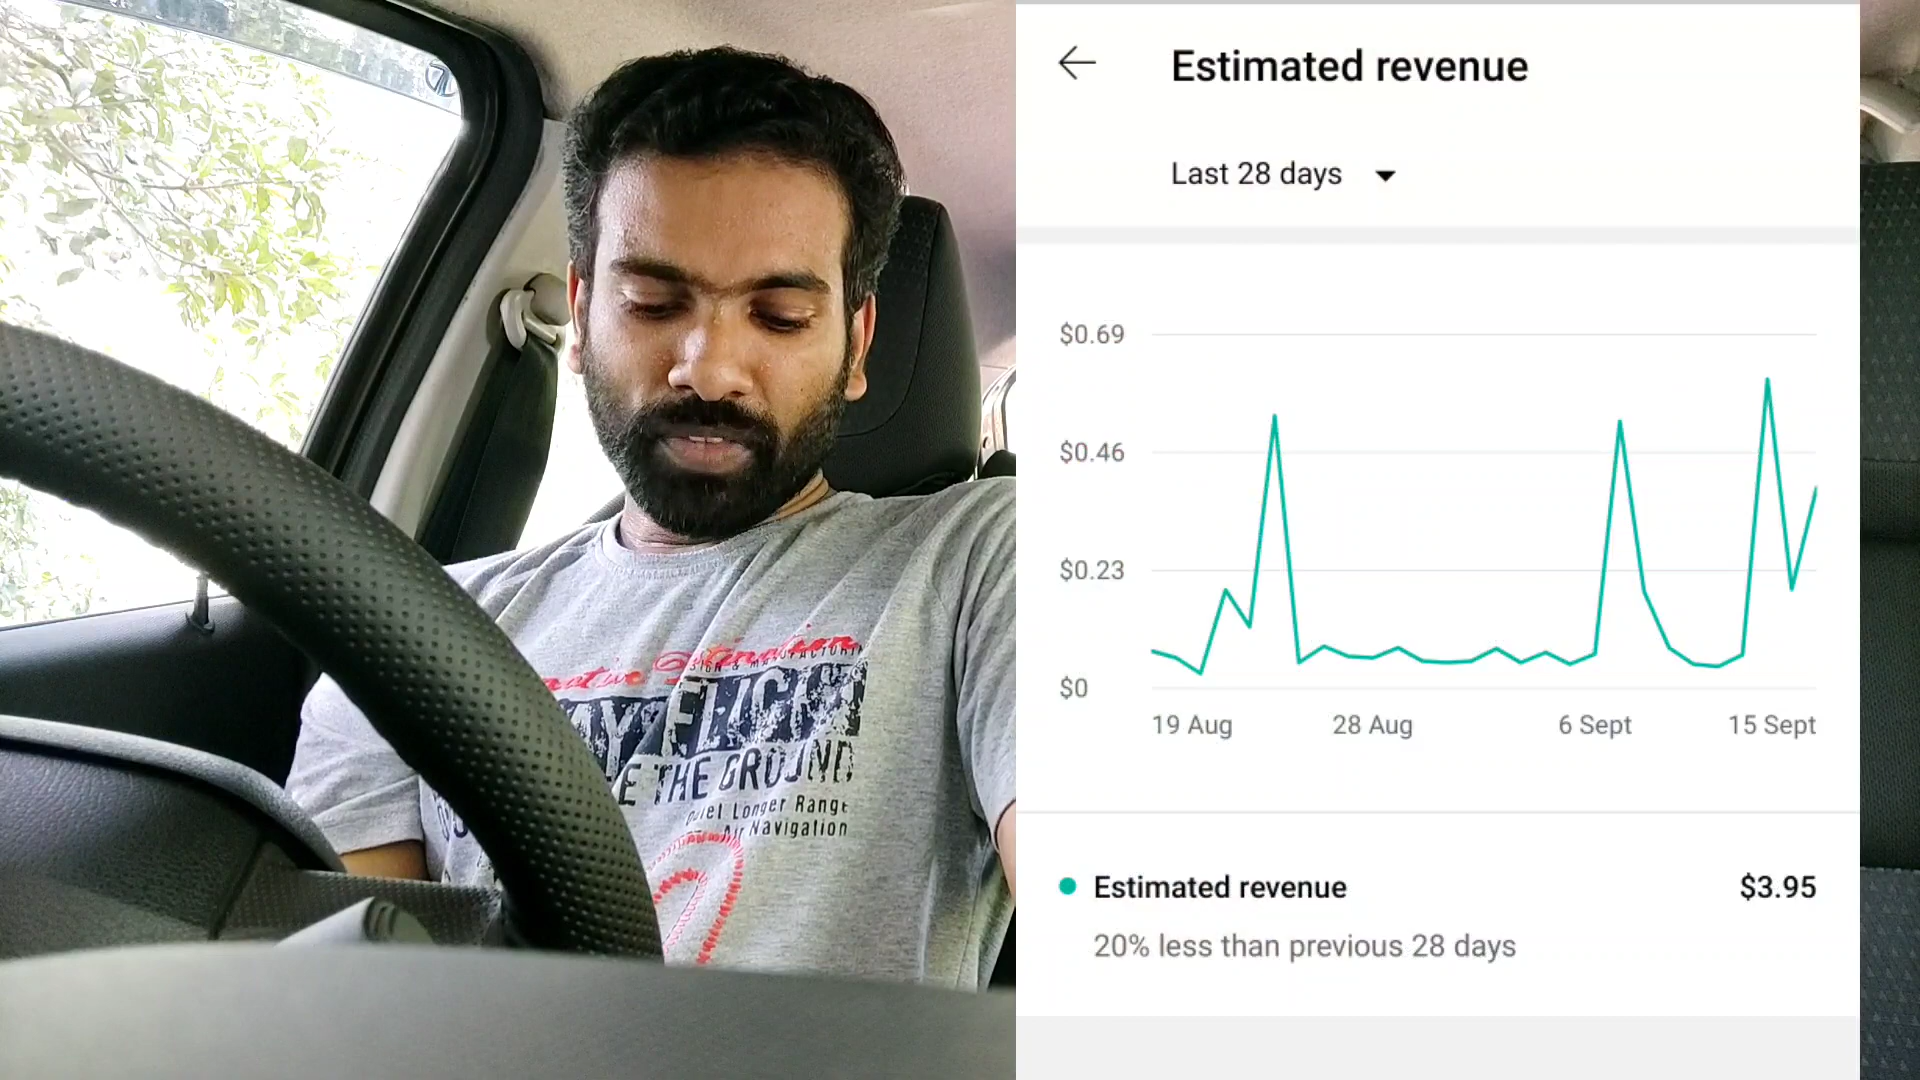 Estimated revenue
Last 28 days
$0.69
$0.46
$0.23
$0
19 Aug 28 Aug 6 Sept 15 Sept
Estimated revenue $3.95
20% less than previous 28 days
THE GROUND
Longer Range
Air Navigation